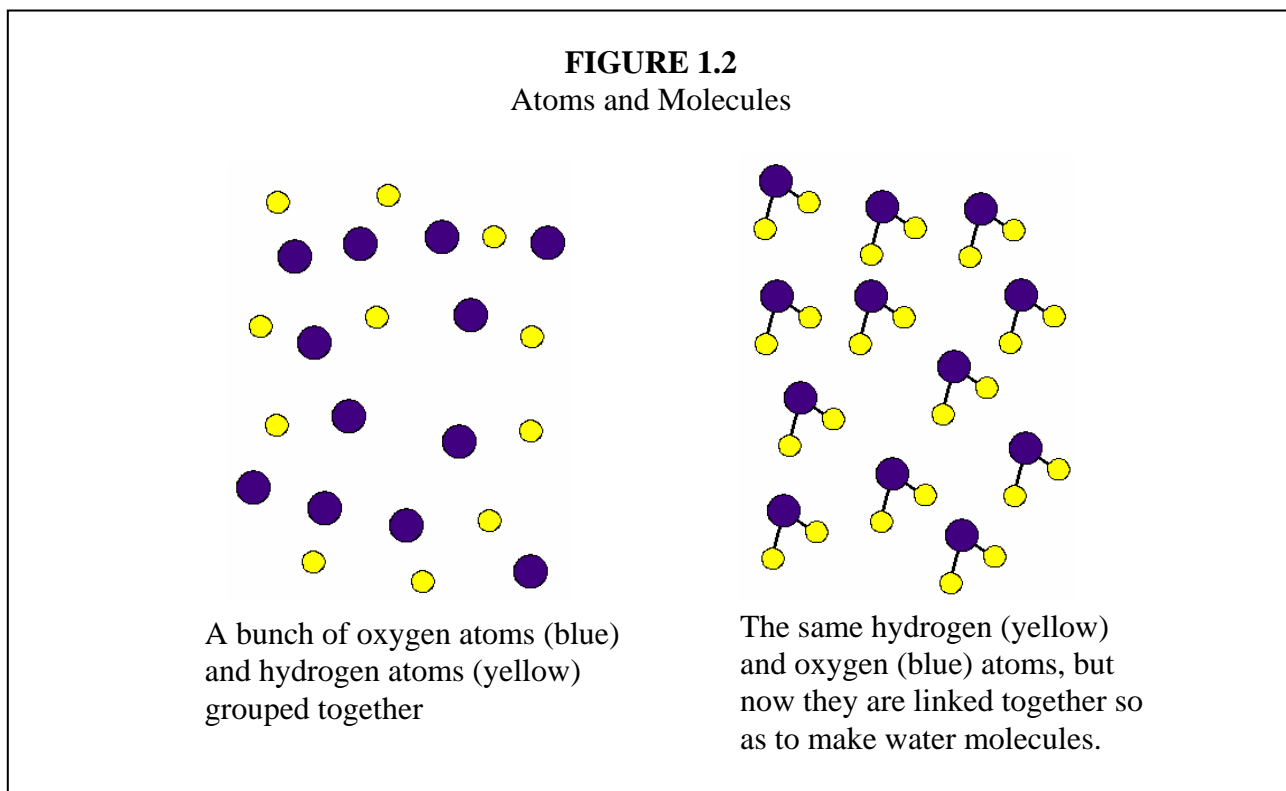 FIGURE 1.2
Atoms and Molecules
A bunch of oxygen atoms (blue)
and hydrogen atoms (yellow)
grouped together
The same hydrogen (yellow)
and oxygen (blue) atoms, but
now they are linked together so
as to make water molecules.